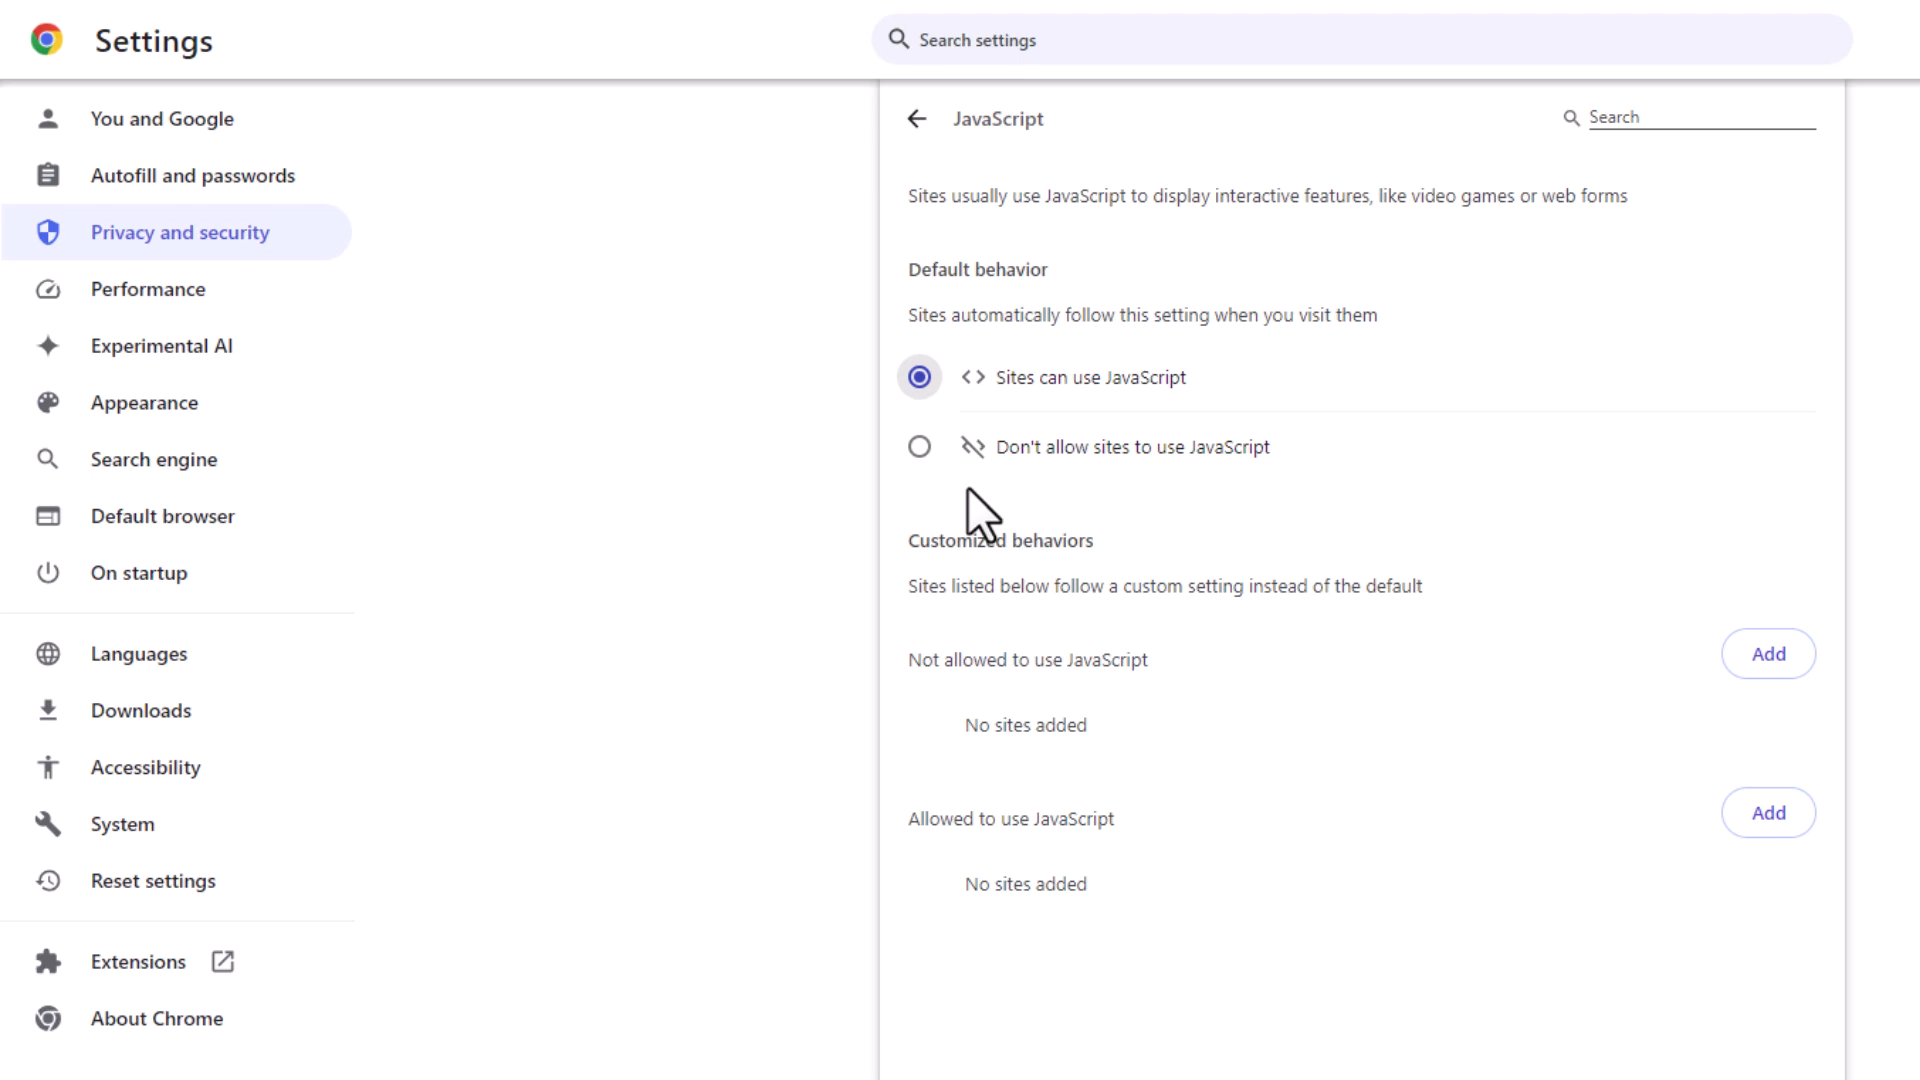 Settings
Search settings
You and Google
Autofill and passwords
Privacy and security
Performance
Experimental AI
Appearance
Search engine
Default browser
On startup
Languages
Downloads
Accessibility
System
Reset settings
Extensions
About Chrome
JavaScript
Search
Sites usually use JavaScript to display interactive features, like video games or web forms
Default behavior
Sites automatically follow this setting when you visit them
Sites can use JavaScript
Don't allow sites to use JavaScript
Customized behaviors
Sites listed below follow a custom setting instead of the default
Not allowed to use JavaScript
Add
No sites added
Allowed to use JavaScript
Add
No sites added